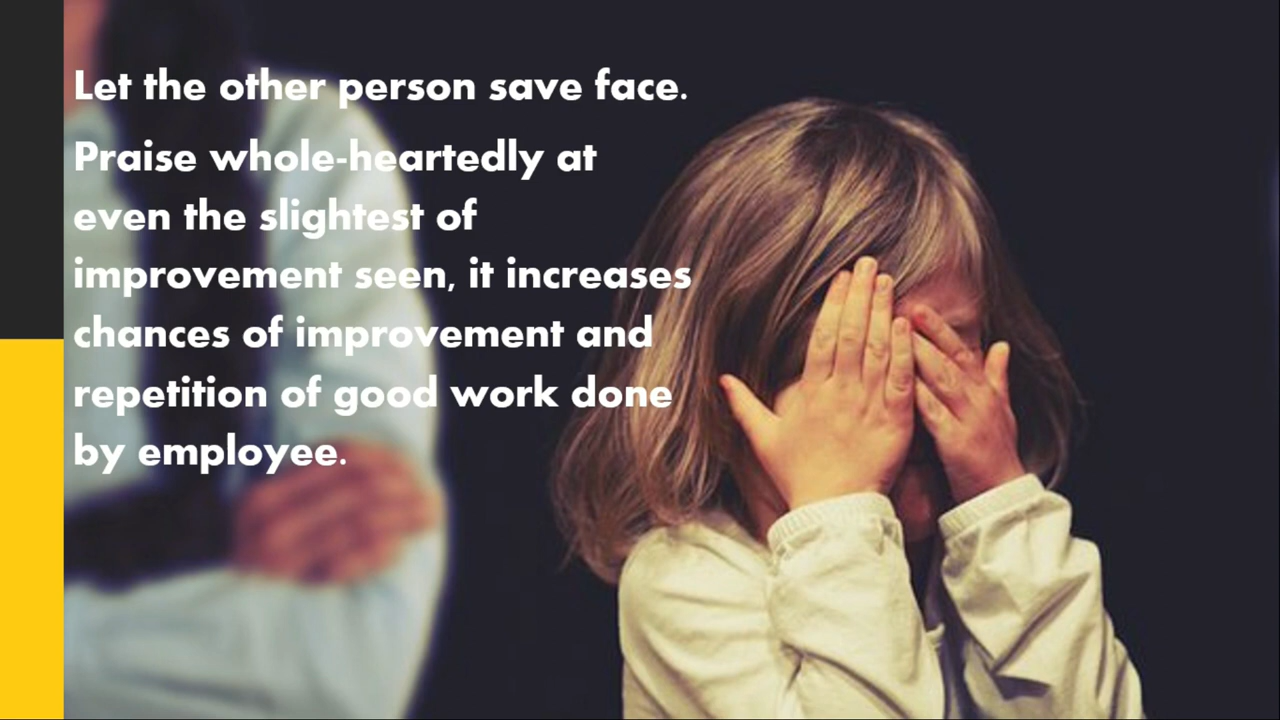 Let the other person save face.
Praise whole-heartedly at
even the slightest of
improvement seen, it increases
chances of improvement and
repetition of good work done
by employee.